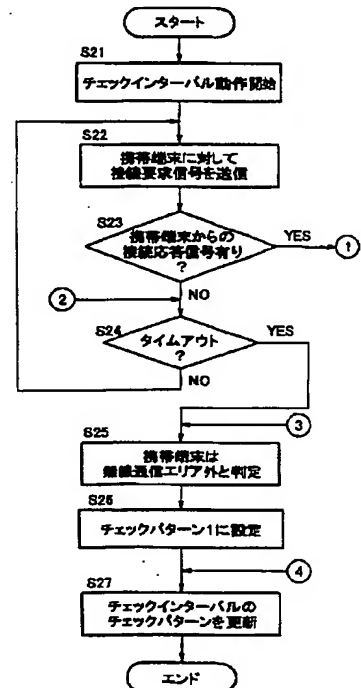 スタート
S21
チェックインターバル動作開始
S22
携帯端末に対して
接続要求信号を送信
S23
携帯端末からの
接続応答信号有り
?
YES
①
NO
②
S24
タイムアウト
?
YES
NO
③
S25
携帯端末は
無線通信エリア外と判定
S26
チェックパターン1に設定
④
S27
チェックインターバルの
チェックパターンを更新
エンド